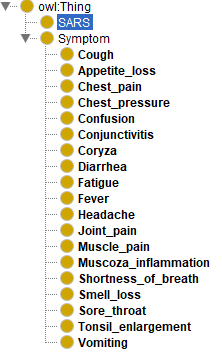 owl:Thing
SARS
Symptom
Cough
Appetite_loss
Chest_pain
Chest_pressure
Confusion
Conjunctivitis
Coryza
Diarrhea
Fatigue
Fever
Headache
Joint_pain
Muscle_pain
Muscoza_inflammation
Shortness_of_breath
Smell_loss
Sore_throat
Tonsil_enlargement
Vomiting